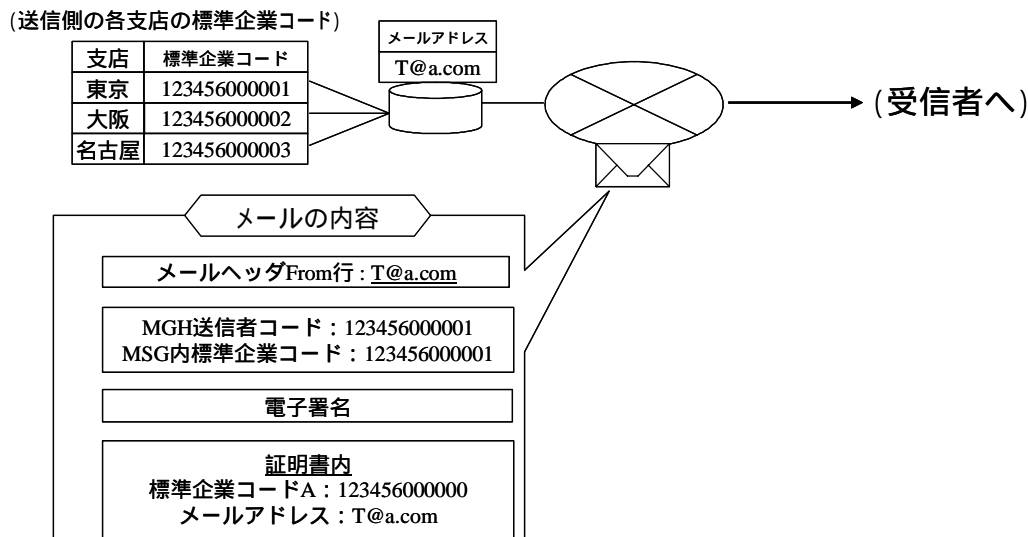 (送信側の各支店の標準企業コード)
メールアドレス
T@a.com
支店 標準企業コード
東京 123456000001
大阪 123456000002
名古屋 123456000003
(受信者へ)
メールの内容
メールヘッダFrom行 : T@a.com
MGH送信者コード：123456000001
MSG内標準企業コード：123456000001
電子署名
証明書内
標準企業コードA：123456000000
メールアドレス：T@a.com